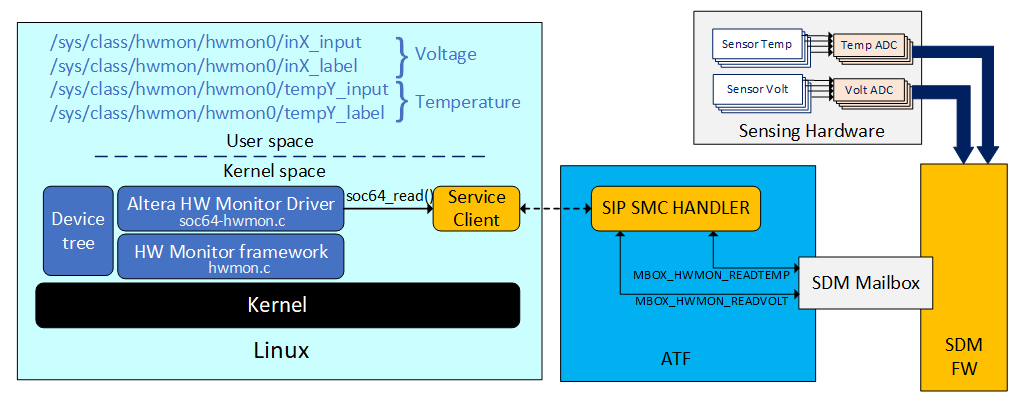 /sys/class/hwmon/hwmon0/inX_input
/sys/class/hwmon/hwmon0/inX_label
Voltage
/sys/class/hwmon/hwmon0/tempY_input
/sys/class/hwmon/hwmon0/tempY_label
Temperature
User space
Kernel space
Device
tree
Altera HW Monitor Driver
soc64-hwmon.c
HW Monitor framework
hwmon.c
soc64_read()
Service
Client
Kernel
Linux
SIP SMC HANDLER
MBOX_HWMON_READTEMP
MBOX_HWMON_READVOLT
ATF
SDM Mailbox
Sensor Temp
Temp ADC
Sensor Volt
Volt ADC
Sensing Hardware
SDM
FW